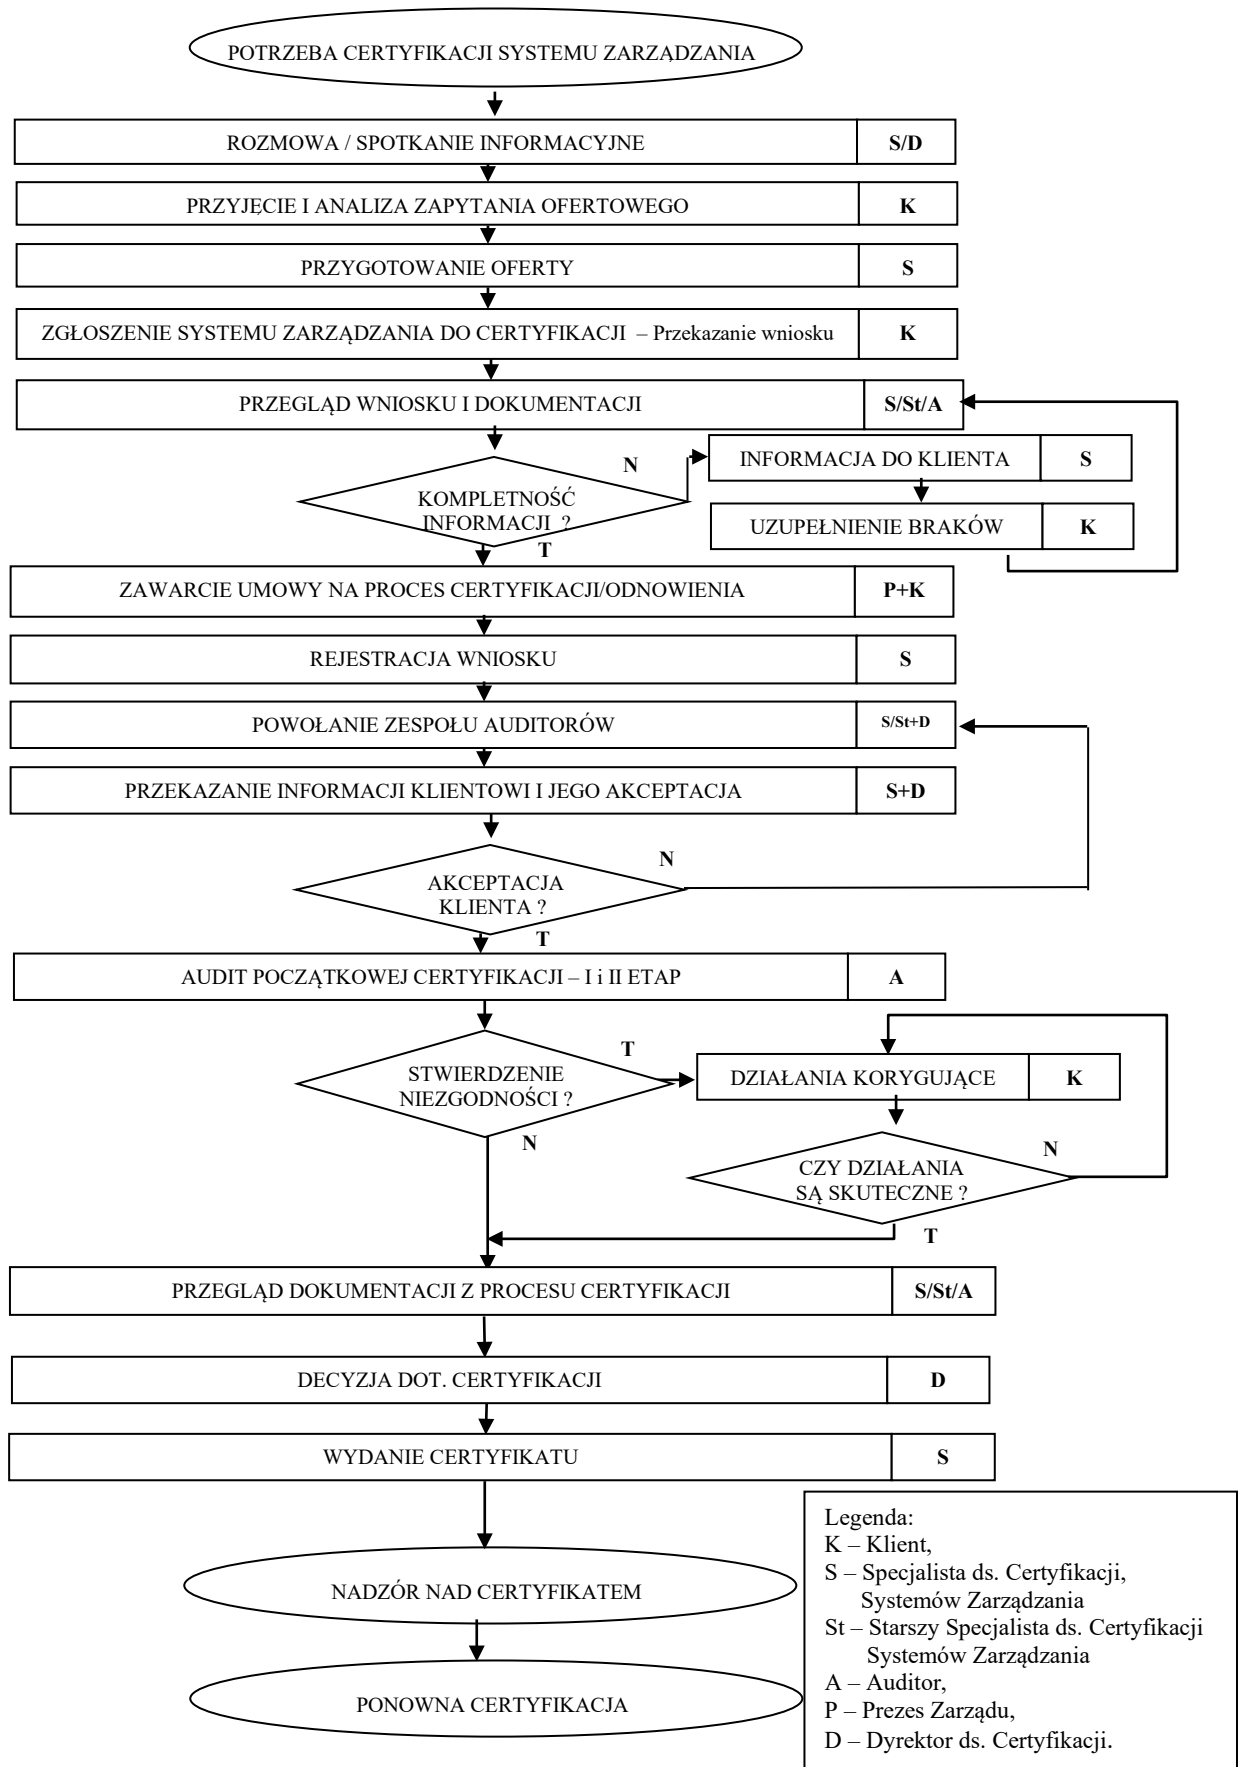 POTRZEBA CERTYFIKACJI SYSTEMU ZARZĄDZANIA
ROZMOWA / SPOTKANIE INFORMACYJNE S/D
PRZYJĘCIE I ANALIZA ZAPYTANIA OFERTOWEGO K
PRZYGOTOWANIE OFERTY S
ZGŁOSZENIE SYSTEMU ZARZĄDZANIA DO CERTYFIKACJI – Przekazanie wniosku K
PRZEGLĄD WNIOSKU I DOKUMENTACJI S/St/A
N
INFORMACJA DO KLIENTA S
KOMPLETNOŚĆ
INFORMACJI ?
UZUPEŁNIENIE BRAKÓW K
T
ZAWARCIE UMOWY NA PROCES CERTYFIKACJI/ODNOWIENIA P+K
REJESTRACJA WNIOSKU S
POWOŁANIE ZESPOŁU AUDITORÓW S/St+D
PRZEKAZANIE INFORMACJI KLIENTOWI I JEGO AKCEPTACJA S+D
N
AKCEPTACJA
KLIENTA ?
T
AUDIT POCZĄTKOWEJ CERTYFIKACJI – I i II ETAP A
T
STWIERDZENIE
NIEZGODNOŚCI ?
DZIAŁANIA KORYGUJĄCE K
N
N
CZY DZIAŁANIA
SĄ SKUTECZNE ?
T
PRZEGLĄD DOKUMENTACJI Z PROCESU CERTYFIKACJI S/St/A
DECYZJA DOT. CERTYFIKACJI D
WYDANIE CERTYFIKATU S
NADZÓR NAD CERTYFIKATEM
PONOWNA CERTYFIKACJA
Legenda:
K – Klient,
S – Specjalista ds. Certyfikacji,
Systemów Zarządzania
St – Starszy Specjalista ds. Certyfikacji
Systemów Zarządzania
A – Auditor,
P – Prezes Zarządu,
D – Dyrektor ds. Certyfikacji.